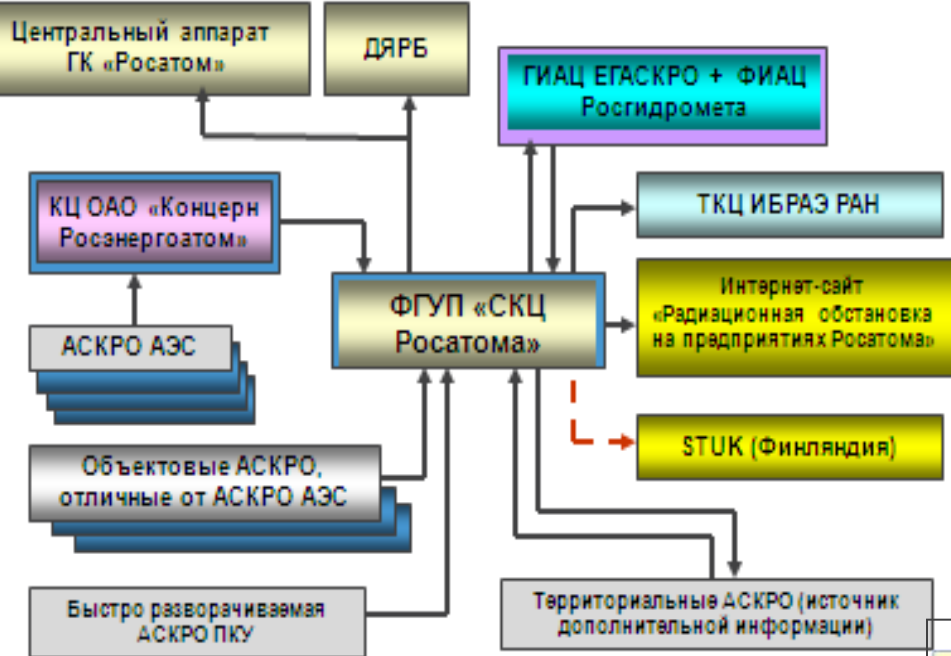 Центральный аппарат
ГК «Росатом»
ДЯРБ
ГИАЦ ЕГАСКРО + ФИАЦ
Росгидромета
КЦ ОАО «Концерн
Росэнергоатом»
ТКЦ ИБРАЭ РАН
ФГУП «СКЦ
Росатома»
Интернет-сайт
«Радиационная обстановка
на предприятиях Росатома»
АСКРО АЭС
STUK (Финляндия)
Объектовые АСКРО,
отличные от АСКРО АЭС
Быстро разворачиваемая
АСКРО ПКУ
Территориальные АСКРО (источник
дополнительной информации)